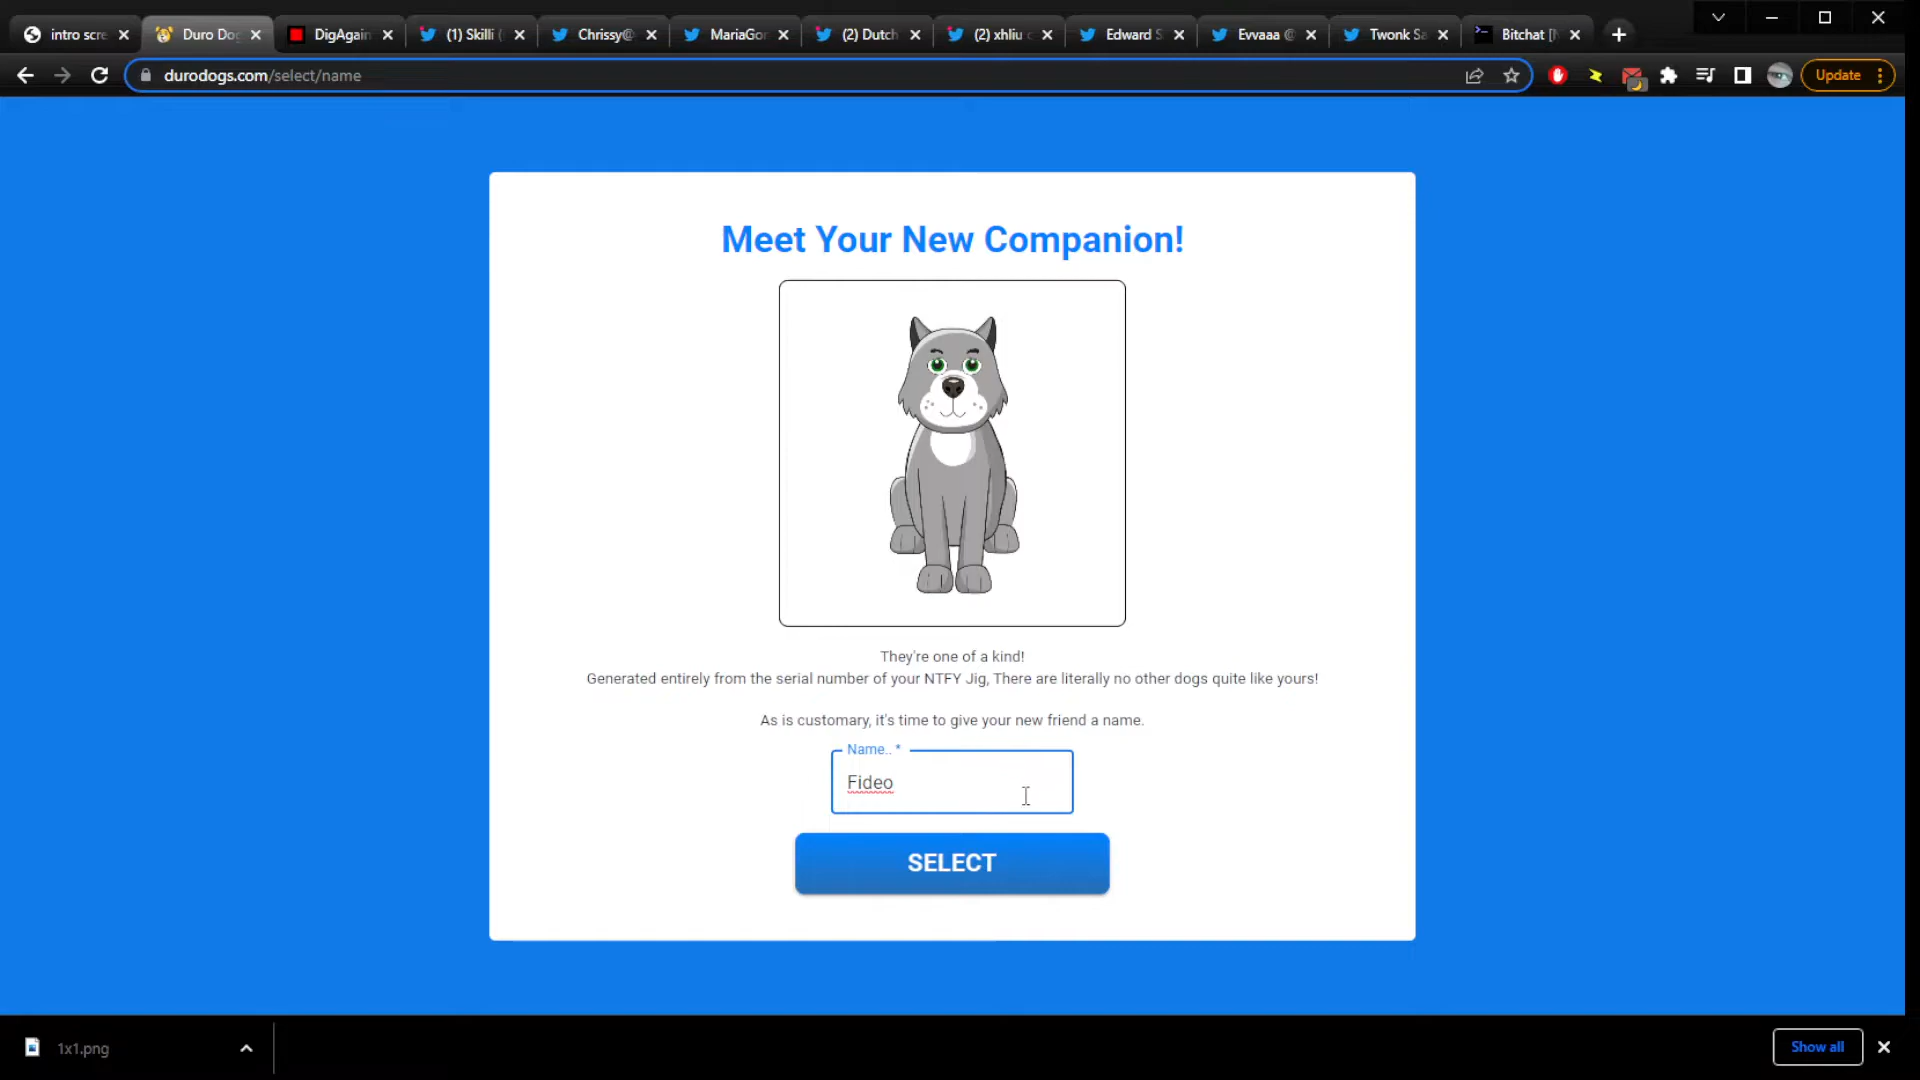 intro scre
Duro Dog
DigAgain
(1) Skilli (
Chrissy@
MariaGor
(2) Dutch
(2) xhliu c
Edward S
Evvaaa @
Twonk Sa
Bitchat [N
durodogs.com/select/name
Update
Meet Your New Companion!
They're one of a kind!
Generated entirely from the serial number of your NTFY Jig, There are literally no other dogs quite like yours!
As is customary, it's time to give your new friend a name.
Name.. *
Fideo
SELECT
1x1.png
Show all